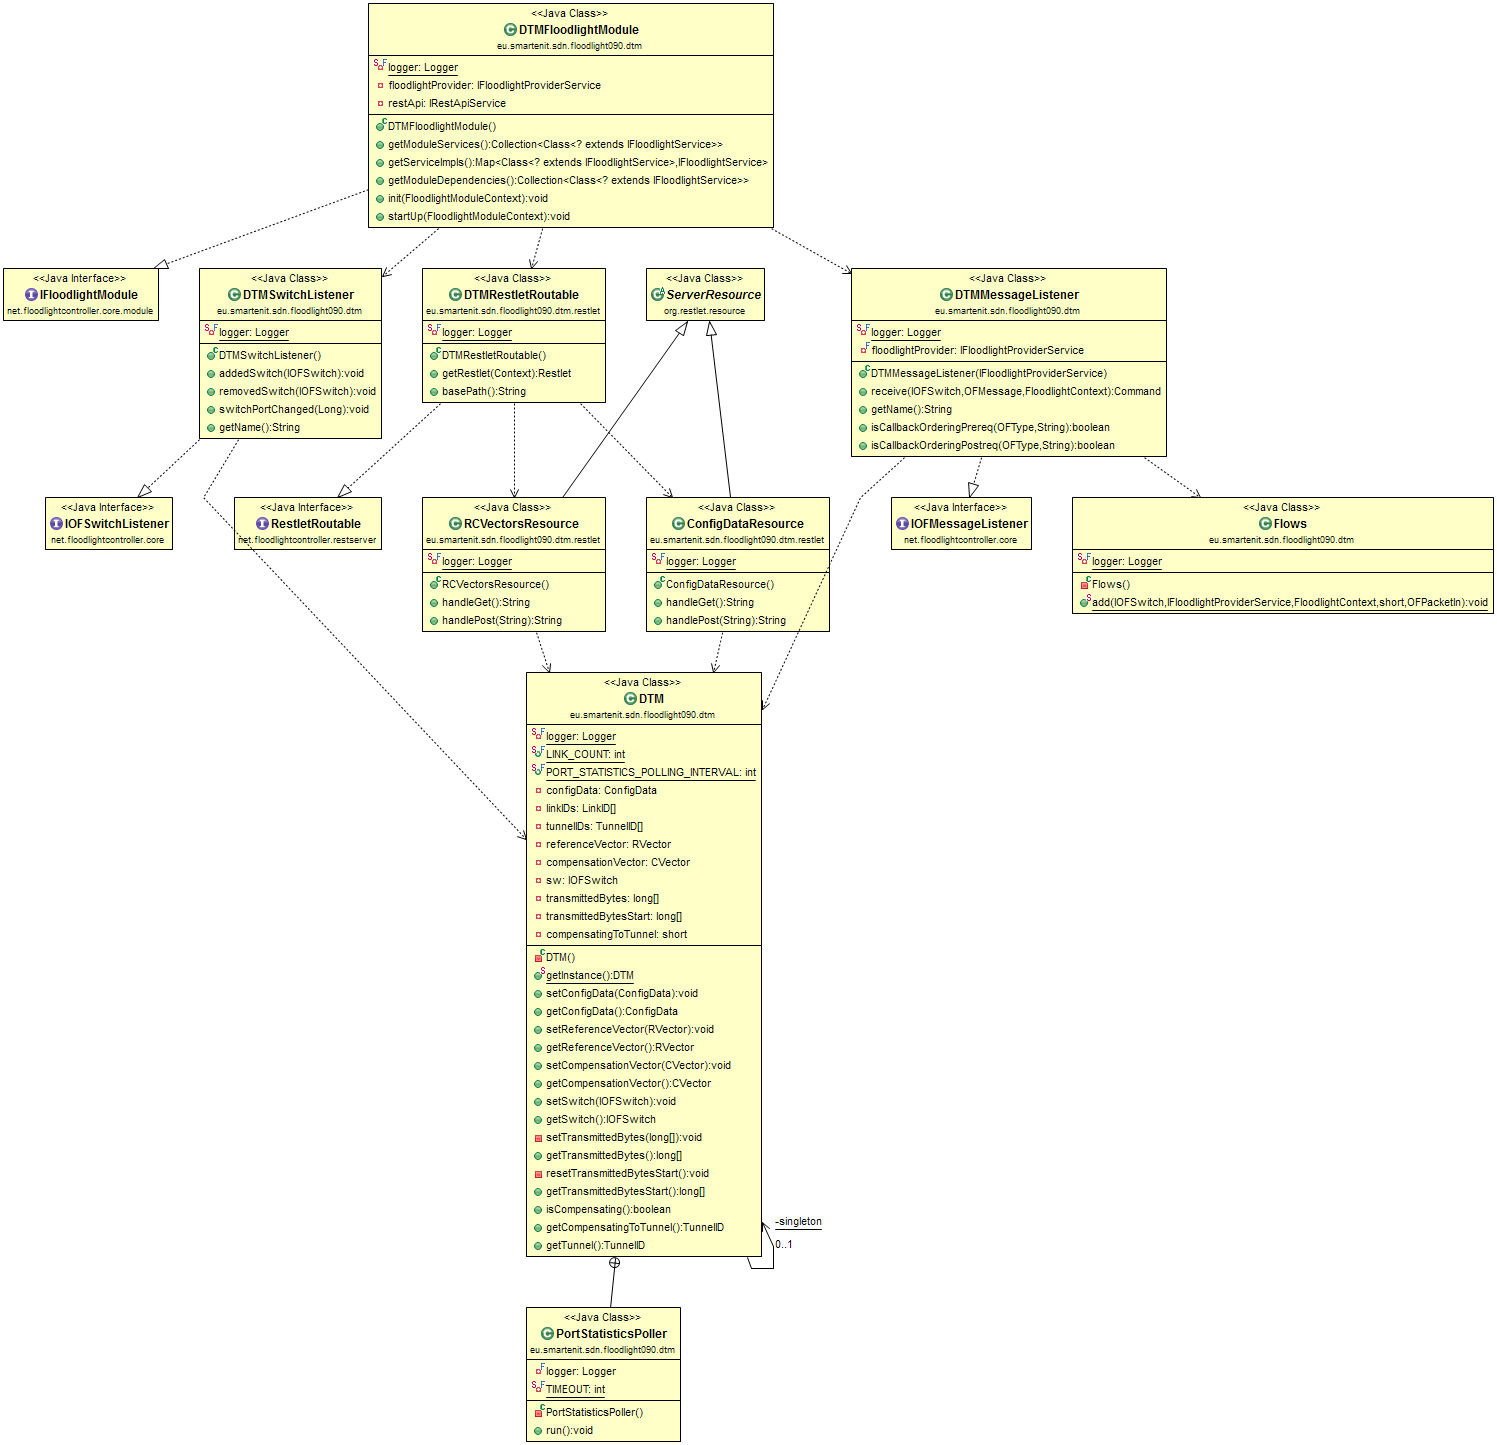 <<Java Class>>
DTMFloodlightModule
eu.smartenit.sdn.floodlight090.dtm
logger: Logger
floodlightProvider: IFloodlightProviderService
restApi: IRestApiService
DTMFloodlightModule()
getModuleServices():Collection<Class<? extends IFloodlightService>>
getServiceImpls():Map<Class<? extends IFloodlightService>,IFloodlightService>
getModuleDependencies():Collection<Class<? extends IFloodlightService>>
init(FloodlightModuleContext):void
startUp(FloodlightModuleContext):void
<<Java Interface>>
IFloodlightModule
net.floodlightcontroller.core.module
<<Java Class>>
DTMSwitchListener
eu.smartenit.sdn.floodlight090.dtm
logger: Logger
DTMSwitchListener()
addedSwitch(IOFSwitch):void
removedSwitch(IOFSwitch):void
switchPortChanged(Long):void
getName():String
<<Java Class>>
DTMRestletRoutable
eu.smartenit.sdn.floodlight090.dtm.restlet
logger: Logger
DTMRestletRoutable()
getRestlet(Context):Restlet
basePath():String
<<Java Class>>
ServerResource
org.restlet.resource
<<Java Class>>
DTMMessageListener
eu.smartenit.sdn.floodlight090.dtm
logger: Logger
floodlightProvider: IFloodlightProviderService
DTMMessageListener(IFloodlightProviderService)
receive(IOFSwitch,OFMessage,FloodlightContext):Command
getName():String
isCallbackOrderingPrereq(OFType,String):boolean
isCallbackOrderingPostreq(OFType,String):boolean
<<Java Interface>>
IOFSwitchListener
net.floodlightcontroller.core
<<Java Interface>>
RestletRoutable
net.floodlightcontroller.restserver
<<Java Class>>
RCVectorsResource
eu.smartenit.sdn.floodlight090.dtm.restlet
logger: Logger
RCVectorsResource()
handleGet():String
handlePost(String):String
<<Java Class>>
ConfigDataResource
eu.smartenit.sdn.floodlight090.dtm.restlet
logger: Logger
ConfigDataResource()
handleGet():String
handlePost(String):String
<<Java Interface>>
IOFMessageListener
net.floodlightcontroller.core
<<Java Class>>
Flows
eu.smartenit.sdn.floodlight090.dtm
logger: Logger
Flows()
add(IOFSwitch,IFloodlightProviderService,FloodlightContext,short,OFPacketIn):void
<<Java Class>>
DTM
eu.smartenit.sdn.floodlight090.dtm
logger: Logger
LINK_COUNT: int
PORT_STATISTICS_POLLING_INTERVAL: int
configData: ConfigData
linkIDs: LinkID[]
tunnelIDs: TunnelID[]
referenceVector: RVector
compensationVector: CVector
sw: IOFSwitch
transmittedBytes: long[]
transmittedBytesStart: long[]
compensatingToTunnel: short
DTM()
getInstance():DTM
setConfigData(ConfigData):void
getConfigData():ConfigData
setReferenceVector(RVector):void
getReferenceVector():RVector
setCompensationVector(CVector):void
getCompensationVector():CVector
setSwitch(IOFSwitch):void
getSwitch():IOFSwitch
setTransmittedBytes(long[]):void
getTransmittedBytes():long[]
resetTransmittedBytesStart():void
getTransmittedBytesStart():long[]
isCompensating():boolean
getCompensatingToTunnel():TunnelID
getTunnel():TunnelID
-singleton
0..1
<<Java Class>>
PortStatisticsPoller
eu.smartenit.sdn.floodlight090.dtm
logger: Logger
TIMEOUT: int
PortStatisticsPoller()
run():void